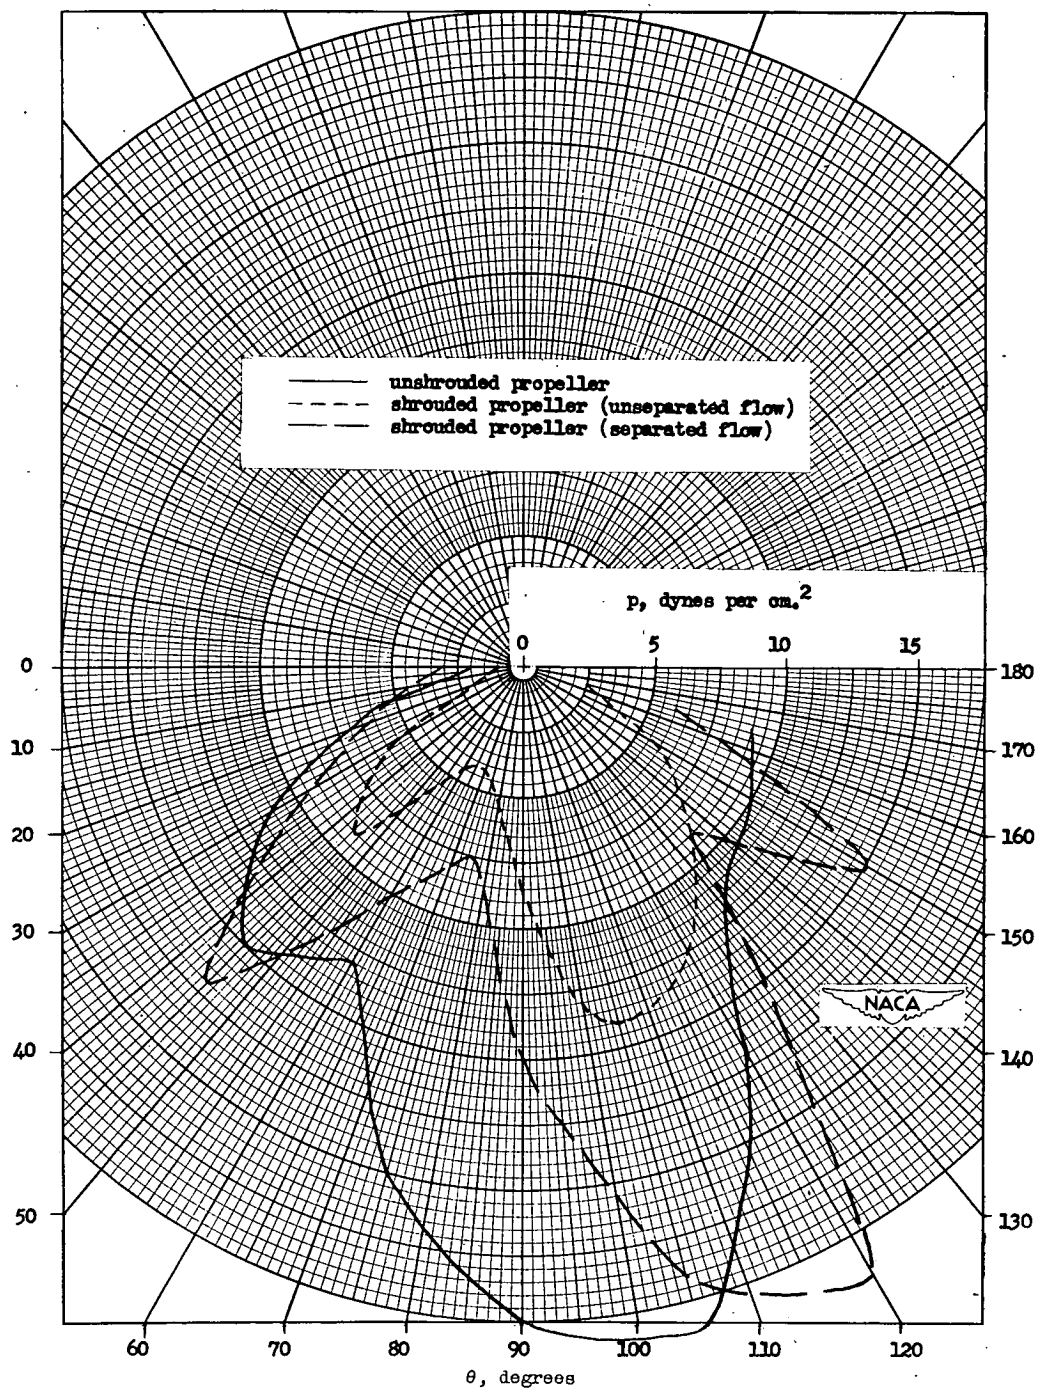 unshrouded propeller
shrouded propeller (unseparated flow)
shrouded propeller (separated flow)
p, dynes per cm.2
0 5 10 15
0 180
10 170
20 160
30 150
NACA
40 140
50 130
60 70 80 90 100 110 120
θ, degrees